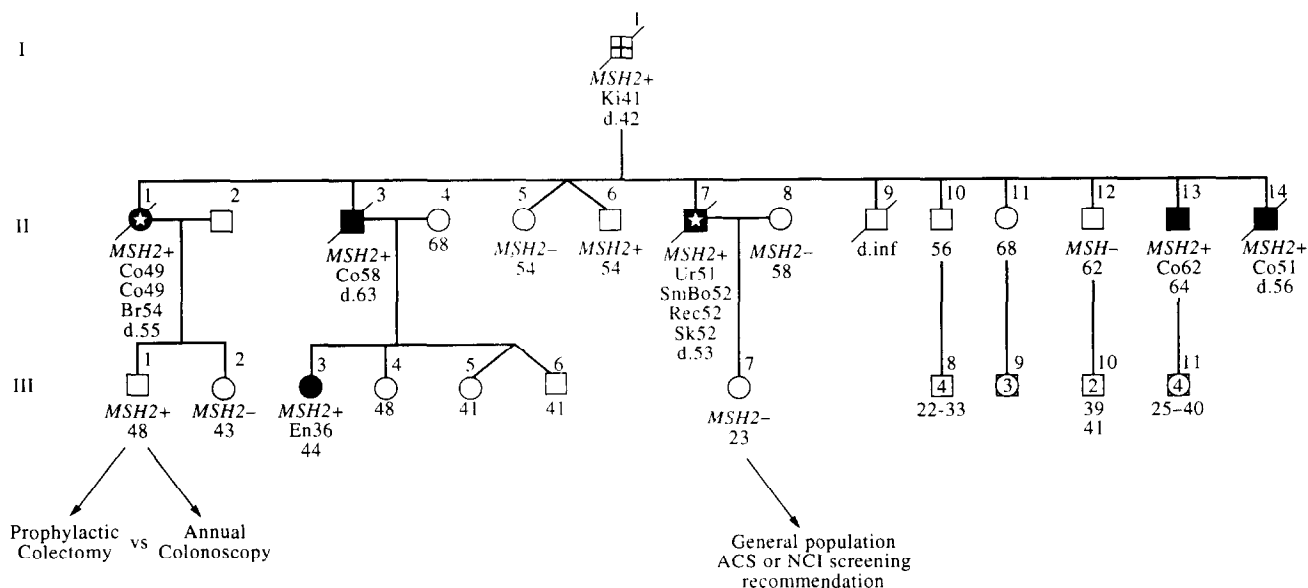 I
1
MSH2+
Ki41
d.42
II
1 2 3 4 5 6 7 8 9 10 11 12 13 14
MSH2+
Co49
Co49
Br54
d.55
MSH2+
Co58
d.63
68
MSH2–
54
MSH2+
54
MSH2+
Ur51
SmBo52
Rec52
Sk52
d.53
MSH2–
58
d.inf
56
68
MSH–
62
MSH2+
Co62
64
MSH2+
Co51
d.56
III
1 2 3 4 5 6 7 8 9 10 11
MSH2+
48
MSH2–
43
MSH2+
En36
44
48
41
41
MSH2–
23
4
22-33
3
2
39
41
4
25–40
Prophylactic
Colectomy
vs
Annual
Colonoscopy
General population
ACS or NCI screening
recommendation